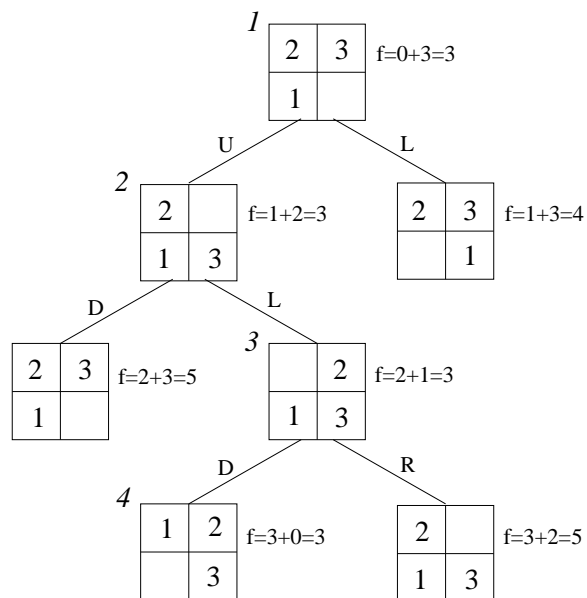 1
2 3 f=0+3=3
1
U L
2
2 f=1+2=3 2 3 f=1+3=4
1 3 1
D L
3
2 3 f=2+3=5 2 f=2+1=3
1 1 3
D R
4
1 2 f=3+0=3 2 f=3+2=5
3 1 3